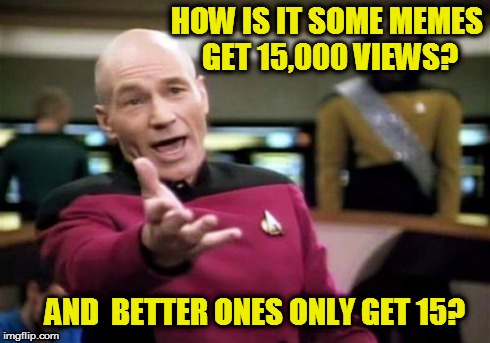 HOW IS IT SOME MEMES
GET 15,000 VIEWS?
AND BETTER ONES ONLY GET 15?
imgflip.com